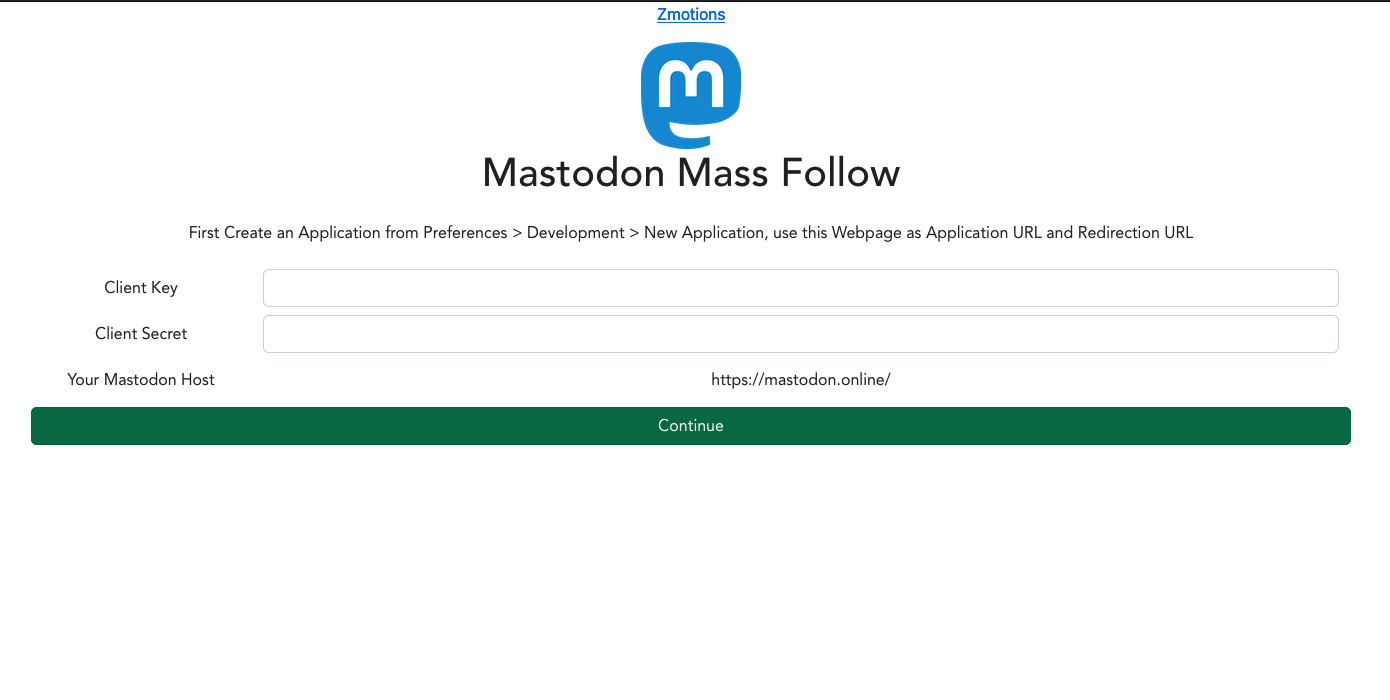 Zmotions
Mastodon Mass Follow
First Create an Application from Preferences > Development > New Application, use this Webpage as Application URL and Redirection URL
Client Key
Client Secret
Your Mastodon Host https://mastodon.online/
Continue